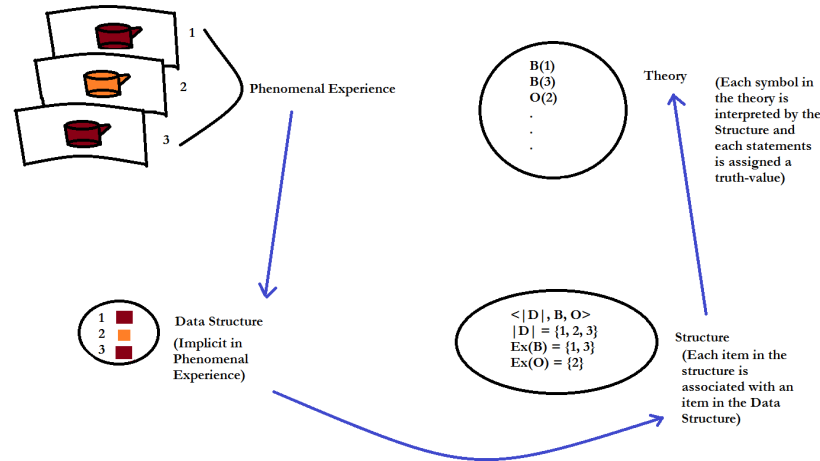 1
2
3
Phenomenal Experience
B(1)
B(3)
O(2)
.
.
.
Theory
(Each symbol in
the theory is
interpreted by the
Structure and
each statements
is assigned a
truth-value)
1
2
3
Data Structure
(Implicit in
Phenomenal
Experience)
<|D|, B, O>
|D| = {1, 2, 3}
Ex(B) = {1, 3}
Ex(O) = {2}
Structure
(Each item in the
structure is
associated with an
item in the Data
Structure)